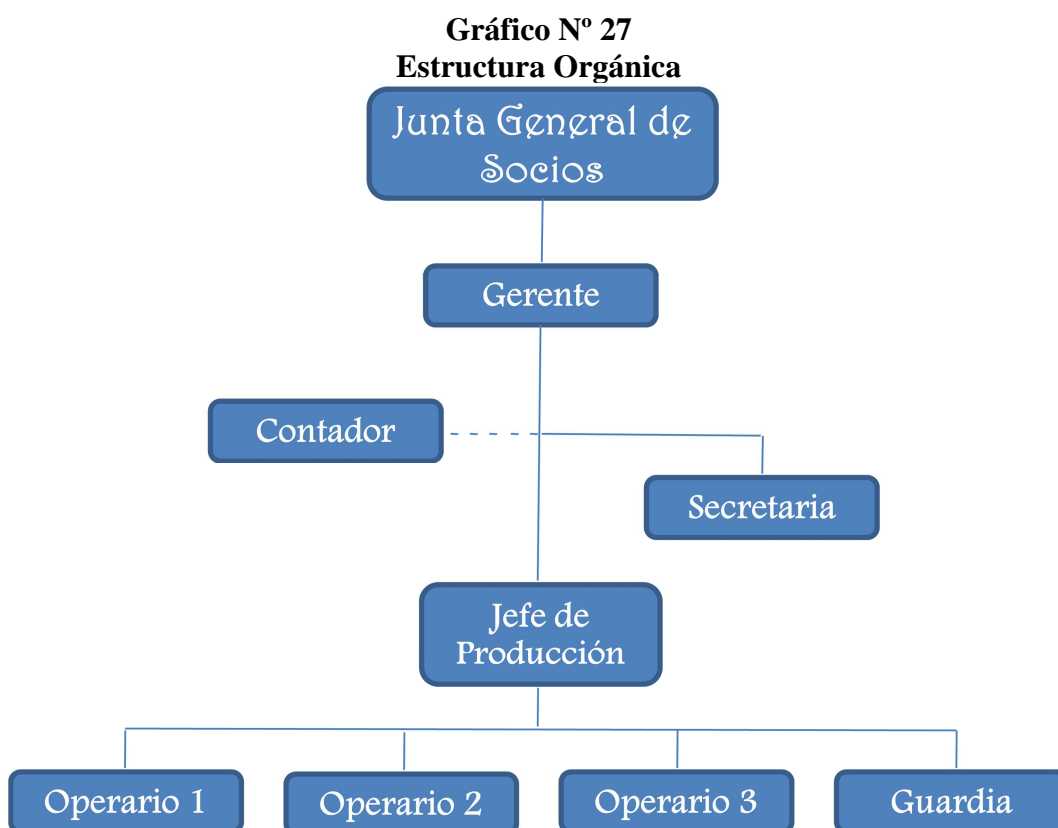 Gráfico Nº 27
Estructura Orgánica
Junta General de
Socios
Gerente
Contador
Secretaria
Jefe de
Producción
Operario 1
Operario 2
Operario 3
Guardia